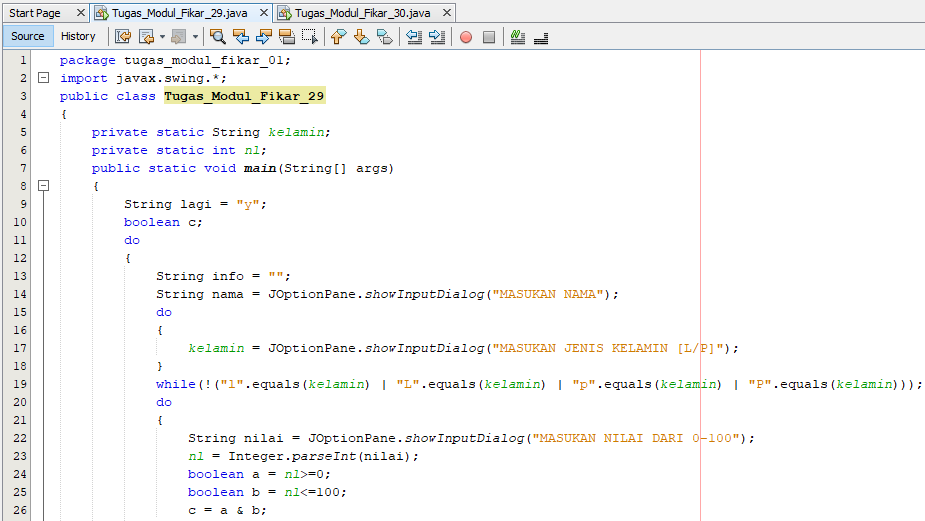 Start Page Tugas_Modul_Fikar_29.java Tugas_Modul_Fikar_30.java
Source History
1 package tugas_modul_fikar_01;
2 import javax.swing.*;
3 public class Tugas_Modul_Fikar_29
4 {
5 private static String kelamin;
6 private static int nl;
7 public static void main(String[] args)
8 {
9 String lagi = "y";
10 boolean c;
11 do
12 {
13 String info = "";
14 String nama = JOptionPane.showInputDialog("MASUKAN NAMA");
15 do
16 {
17 kelamin = JOptionPane.showInputDialog("MASUKAN JENIS KELAMIN [L/P]");
18 }
19 while(!("l".equals(kelamin) | "L".equals(kelamin) | "p".equals(kelamin) | "P".equals(kelamin)));
20 do
21 {
22 String nilai = JOptionPane.showInputDialog("MASUKAN NILAI DARI 0-100");
23 nl = Integer.parseInt(nilai);
24 boolean a = nl>=0;
25 boolean b = nl<=100;
26 c = a & b;